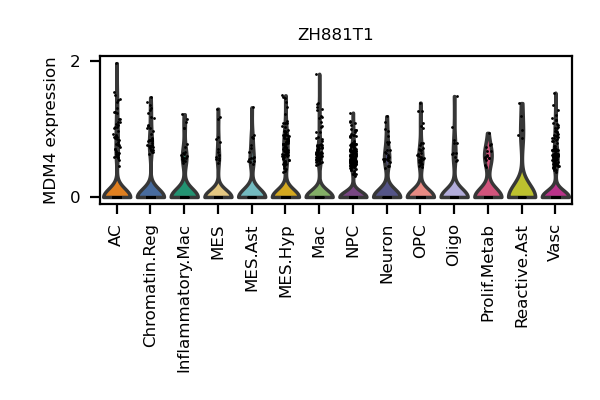 ZH881T1
MDM4 expression
2
0
AC
Chromatin.Reg
Inflammatory.Mac
MES
MES.Ast
MES.Hyp
Mac
NPC
Neuron
OPC
Oligo
Prolif.Metab
Reactive.Ast
Vasc